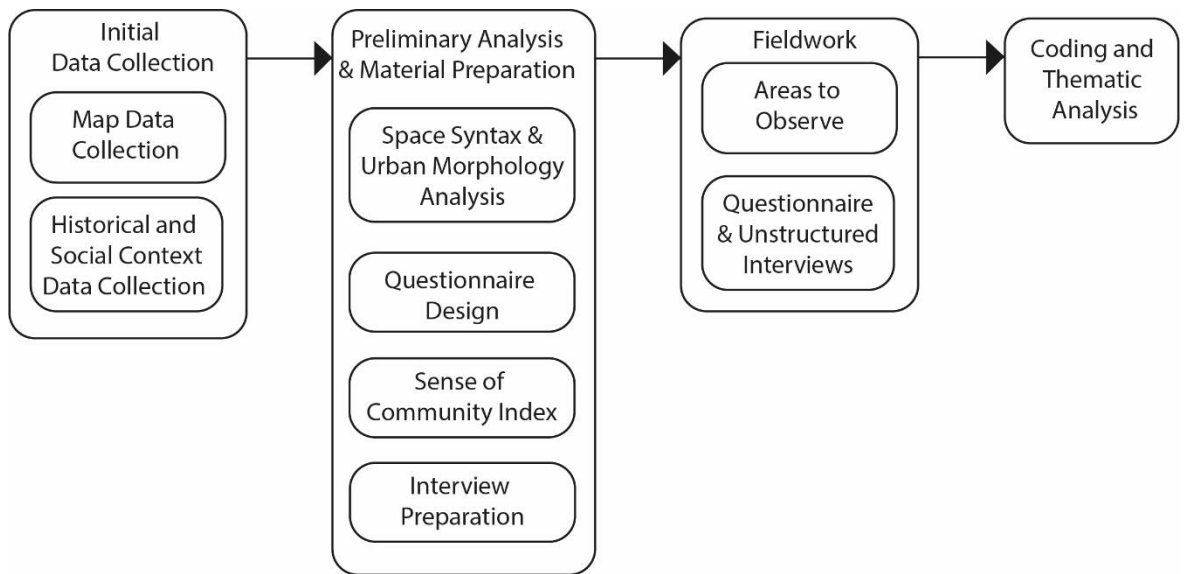 Initial
Data Collection
Map Data
Collection
Historical and
Social Context
Data Collection
Preliminary Analysis
& Material Preparation
Space Syntax &
Urban Morphology
Analysis
Questionnaire
Design
Sense of
Community Index
Interview
Preparation
Fieldwork
Areas to
Observe
Questionnaire
& Unstructured
Interviews
Coding and
Thematic
Analysis